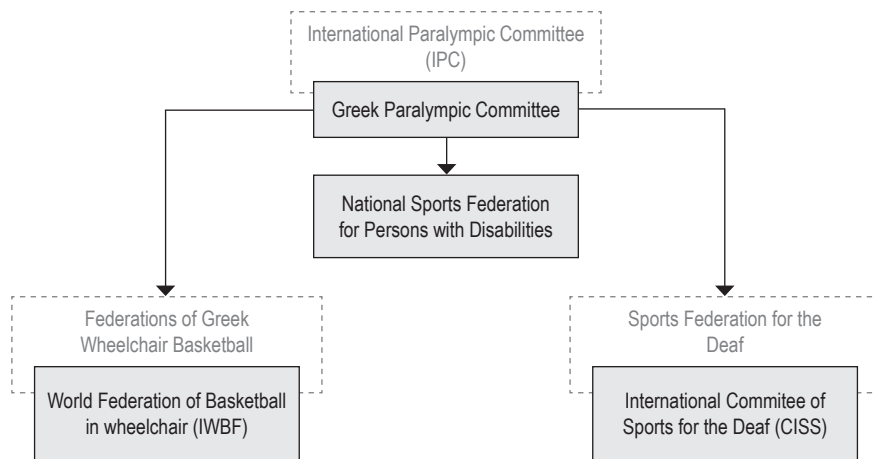 International Paralympic Committee
(IPC)
Greek Paralympic Committee
National Sports Federation
for Persons with Disabilities
Federations of Greek
Wheelchair Basketball
World Federation of Basketball
in wheelchair (IWBF)
Sports Federation for the
Deaf
International Commitee of
Sports for the Deaf (CISS)